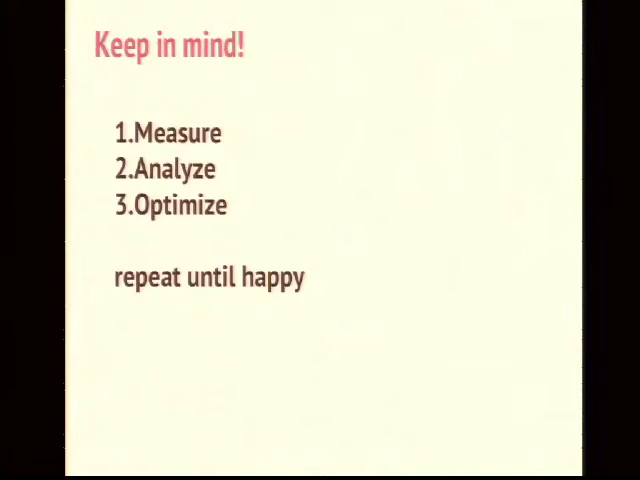 Keep in mind!
1.Measure
2.Analyze
3.Optimize
repeat until happy